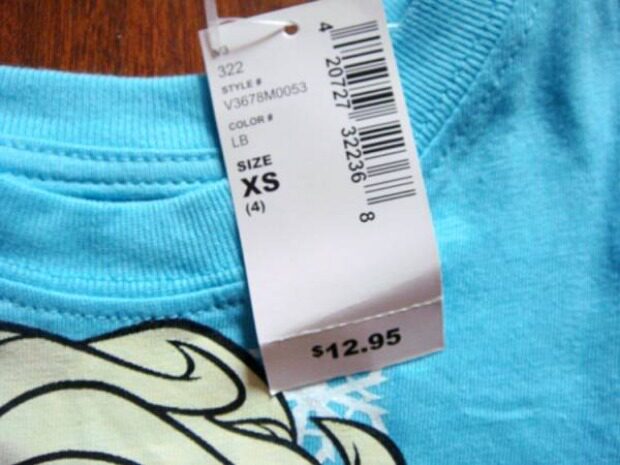 322
STYLE #
V3678M0053
COLOR #
LB
SIZE
XS
(4)
4 20727 32236 8
$12.95